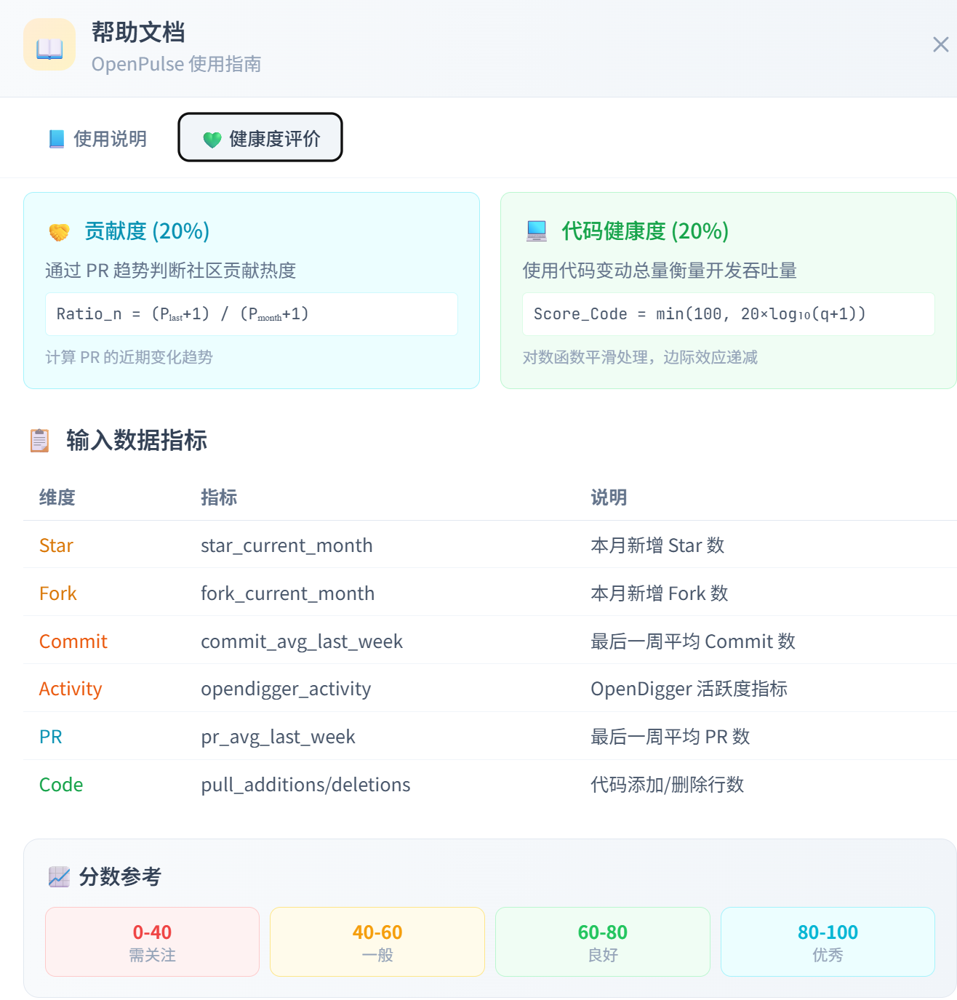 帮助文档
OpenPulse 使用指南
使用说明
健康度评价
贡献度 (20%)
通过 PR 趋势判断社区贡献热度
Ratio_n = (Pₗₐₛₜ+1) / (Pₘₒₙₜₕ+1)
计算 PR 的近期变化趋势
代码健康度 (20%)
使用代码变动总量衡量开发吞吐量
Score_Code = min(100, 20×log₁₀(q+1))
对数函数平滑处理，边际效应递减
输入数据指标
维度 指标 说明
Star star_current_month 本月新增 Star 数
Fork fork_current_month 本月新增 Fork 数
Commit commit_avg_last_week 最后一周平均 Commit 数
Activity opendigger_activity OpenDigger 活跃度指标
PR pr_avg_last_week 最后一周平均 PR 数
Code pull_additions/deletions 代码添加/删除行数
分数参考
0-40
需关注
40-60
一般
60-80
良好
80-100
优秀